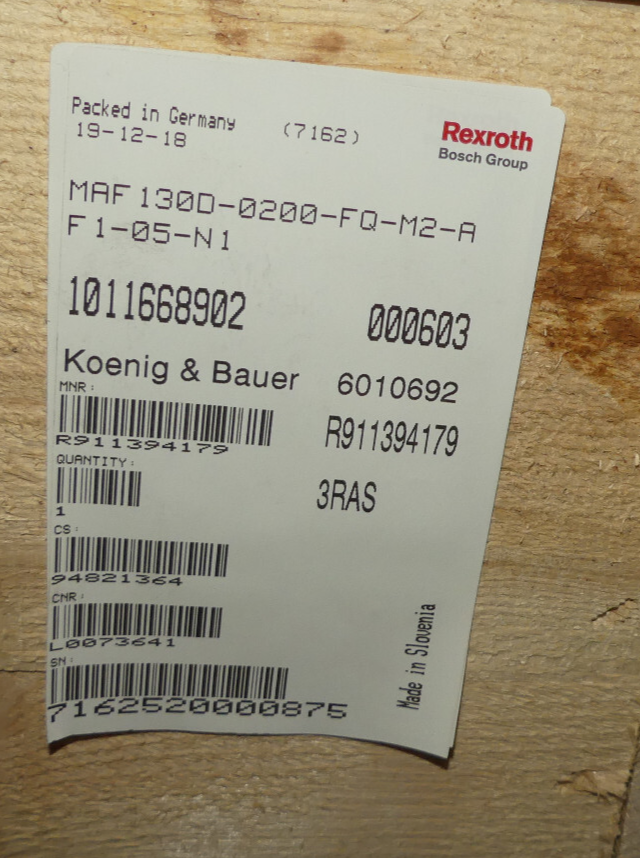 Packed in Germany (7162)
19-12-18
Rexroth
Bosch Group
MAF130D-0200-FQ-M2-A
F1-05-N1
1011668902 000603
Koenig & Bauer 6010692
MNR:
R911394179 R911394179
QUANTITY:
1 3RAS
CS:
94821364
CNR:
L0073641
SN:
7162520000875
Made in Slovenia